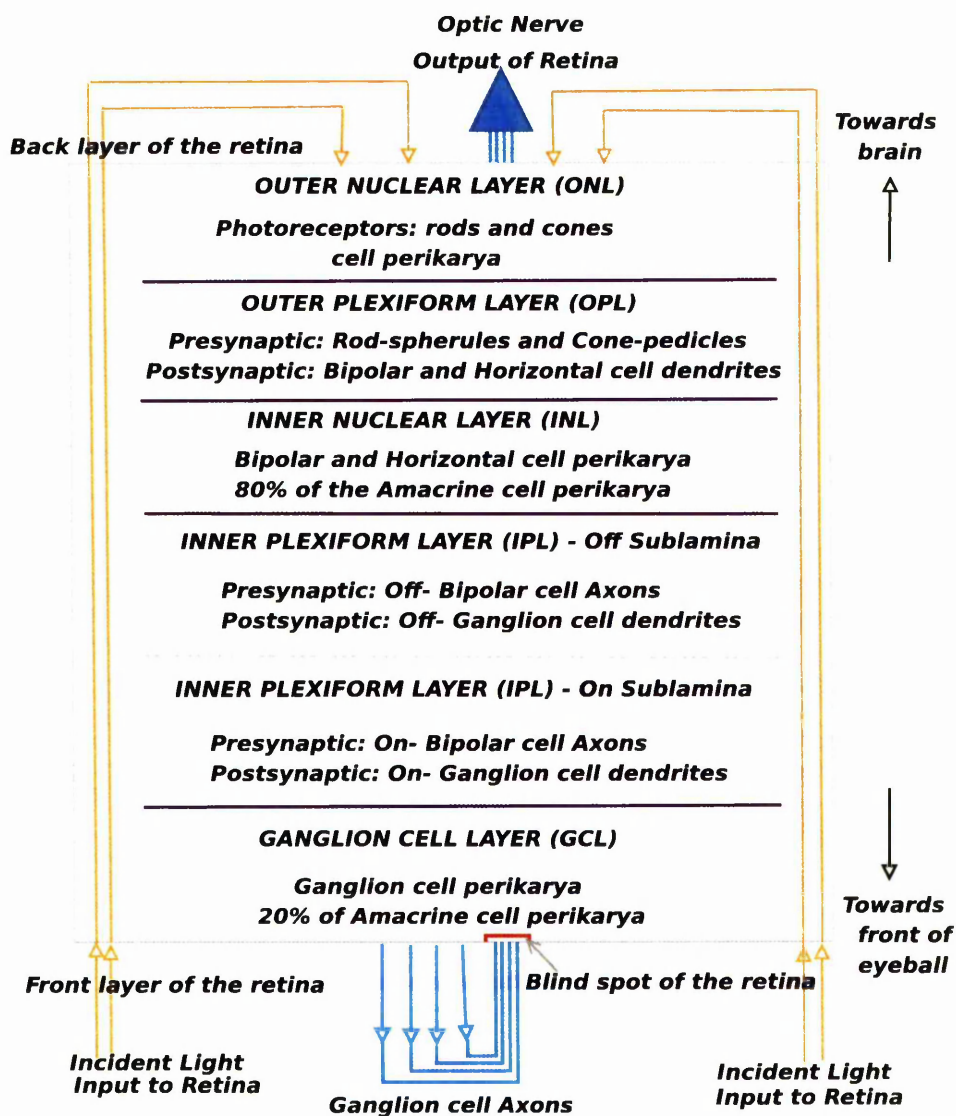 Optic Nerve
Output of Retina
Towards
brain
Back layer of the retina
OUTER NUCLEAR LAYER (ONL)
Photoreceptors: rods and cones
cell perikarya
OUTER PLEXIFORM LAYER (OPL)
Presynaptic: Rod-spherules and Cone-pedicles
Postsynaptic: Bipolar and Horizontal cell dendrites
INNER NUCLEAR LAYER (INL)
Bipolar and Horizontal cell perikarya
80% of the Amacrine cell perikarya
INNER PLEXIFORM LAYER (IPL) - Off Sublamina
Presynaptic: Off- Bipolar cell Axons
Postsynaptic: Off- Ganglion cell dendrites
INNER PLEXIFORM LAYER (IPL) - On Sublamina
Presynaptic: On- Bipolar cell Axons
Postsynaptic: On- Ganglion cell dendrites
GANGLION CELL LAYER (GCL)
Ganglion cell perikarya
20% of Amacrine cell perikarya
Towards
front of
eyeball
Front layer of the retina
Blind spot of the retina
Incident Light
Input to Retina
Ganglion cell Axons
Incident Light
Input to Retina